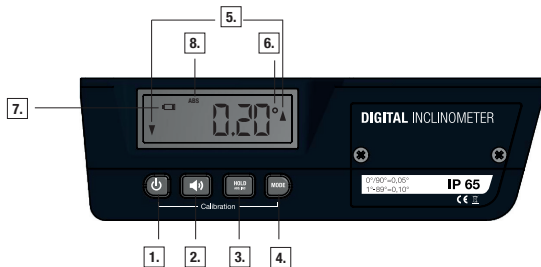 5.
8.
6.
7.
ABS
0.20°
DIGITAL INCLINOMETER
HOLD
MODE
0°/90°=0,05°
1°-89°=0,10°
IP 65
CE
Calibration
1.
2.
3.
4.